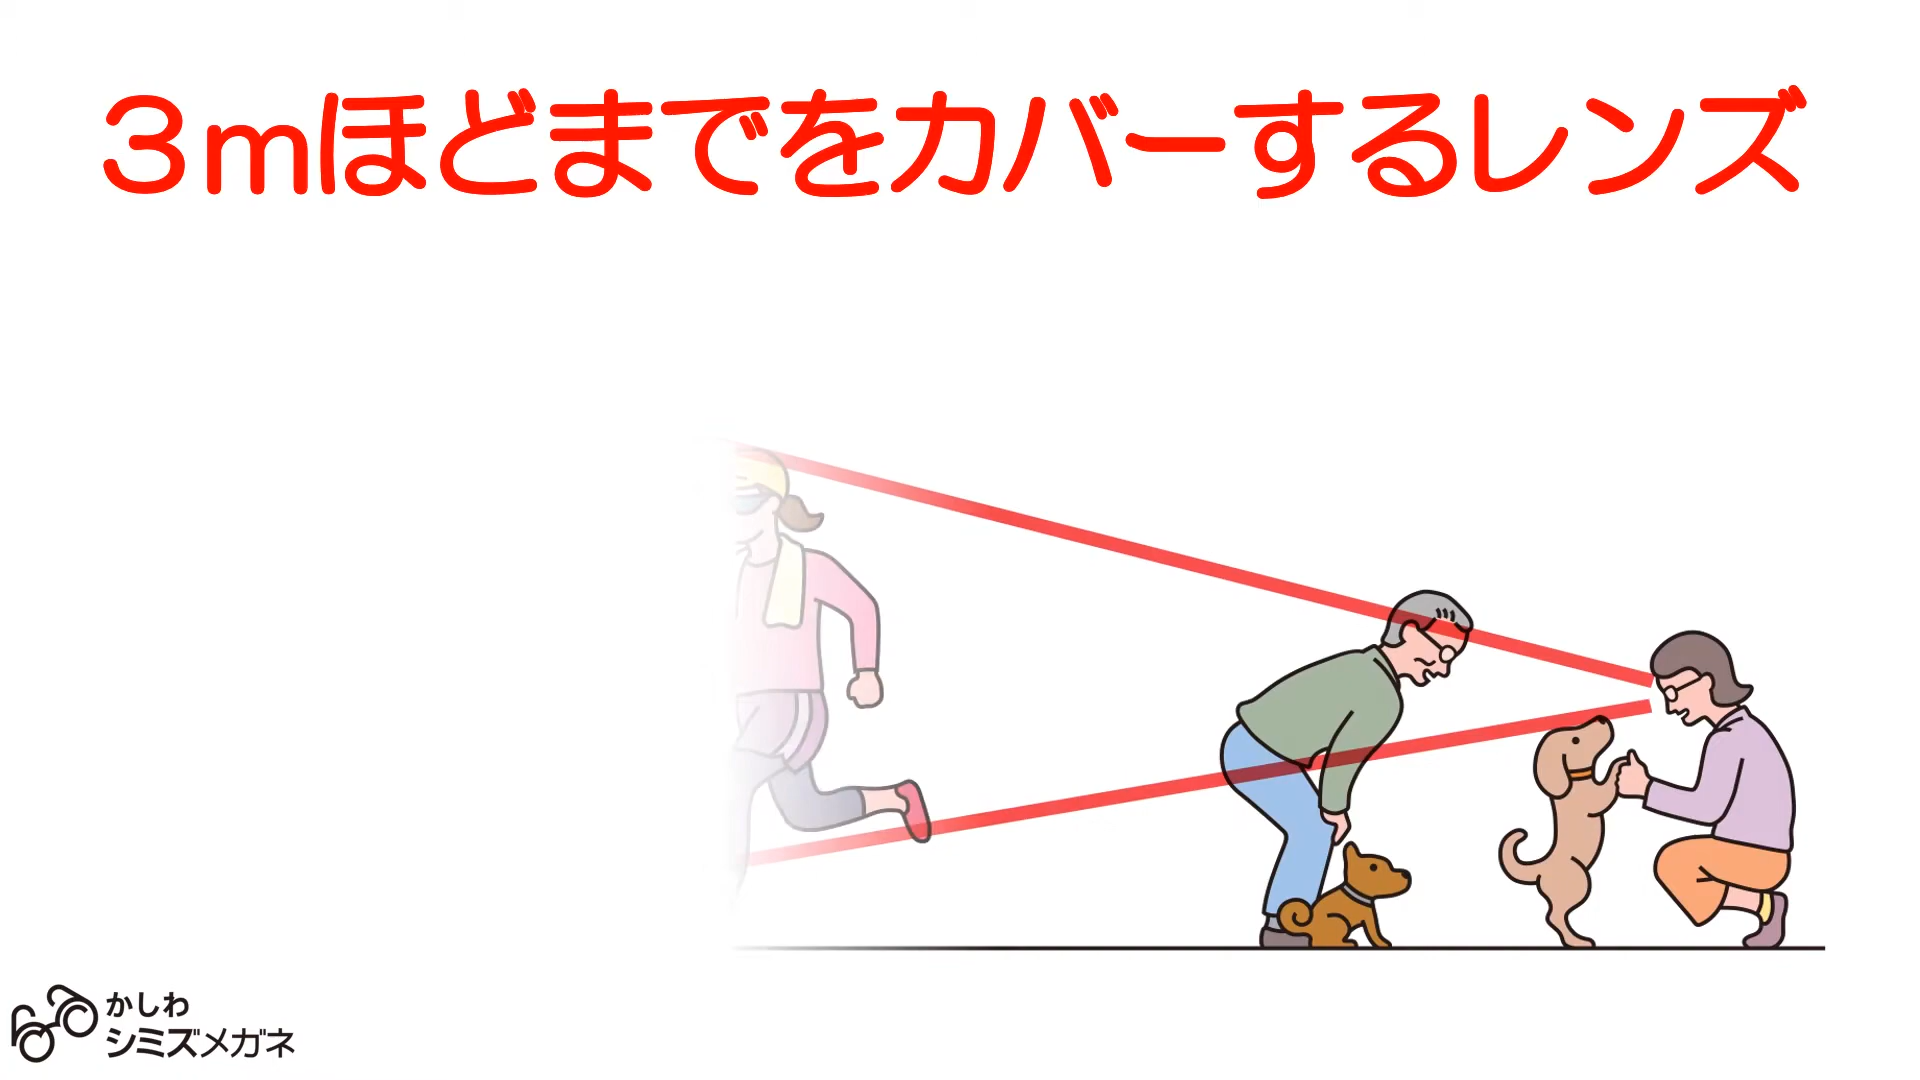 3mほどまでをカバーするレンズ
かしわ
シミズメガネ